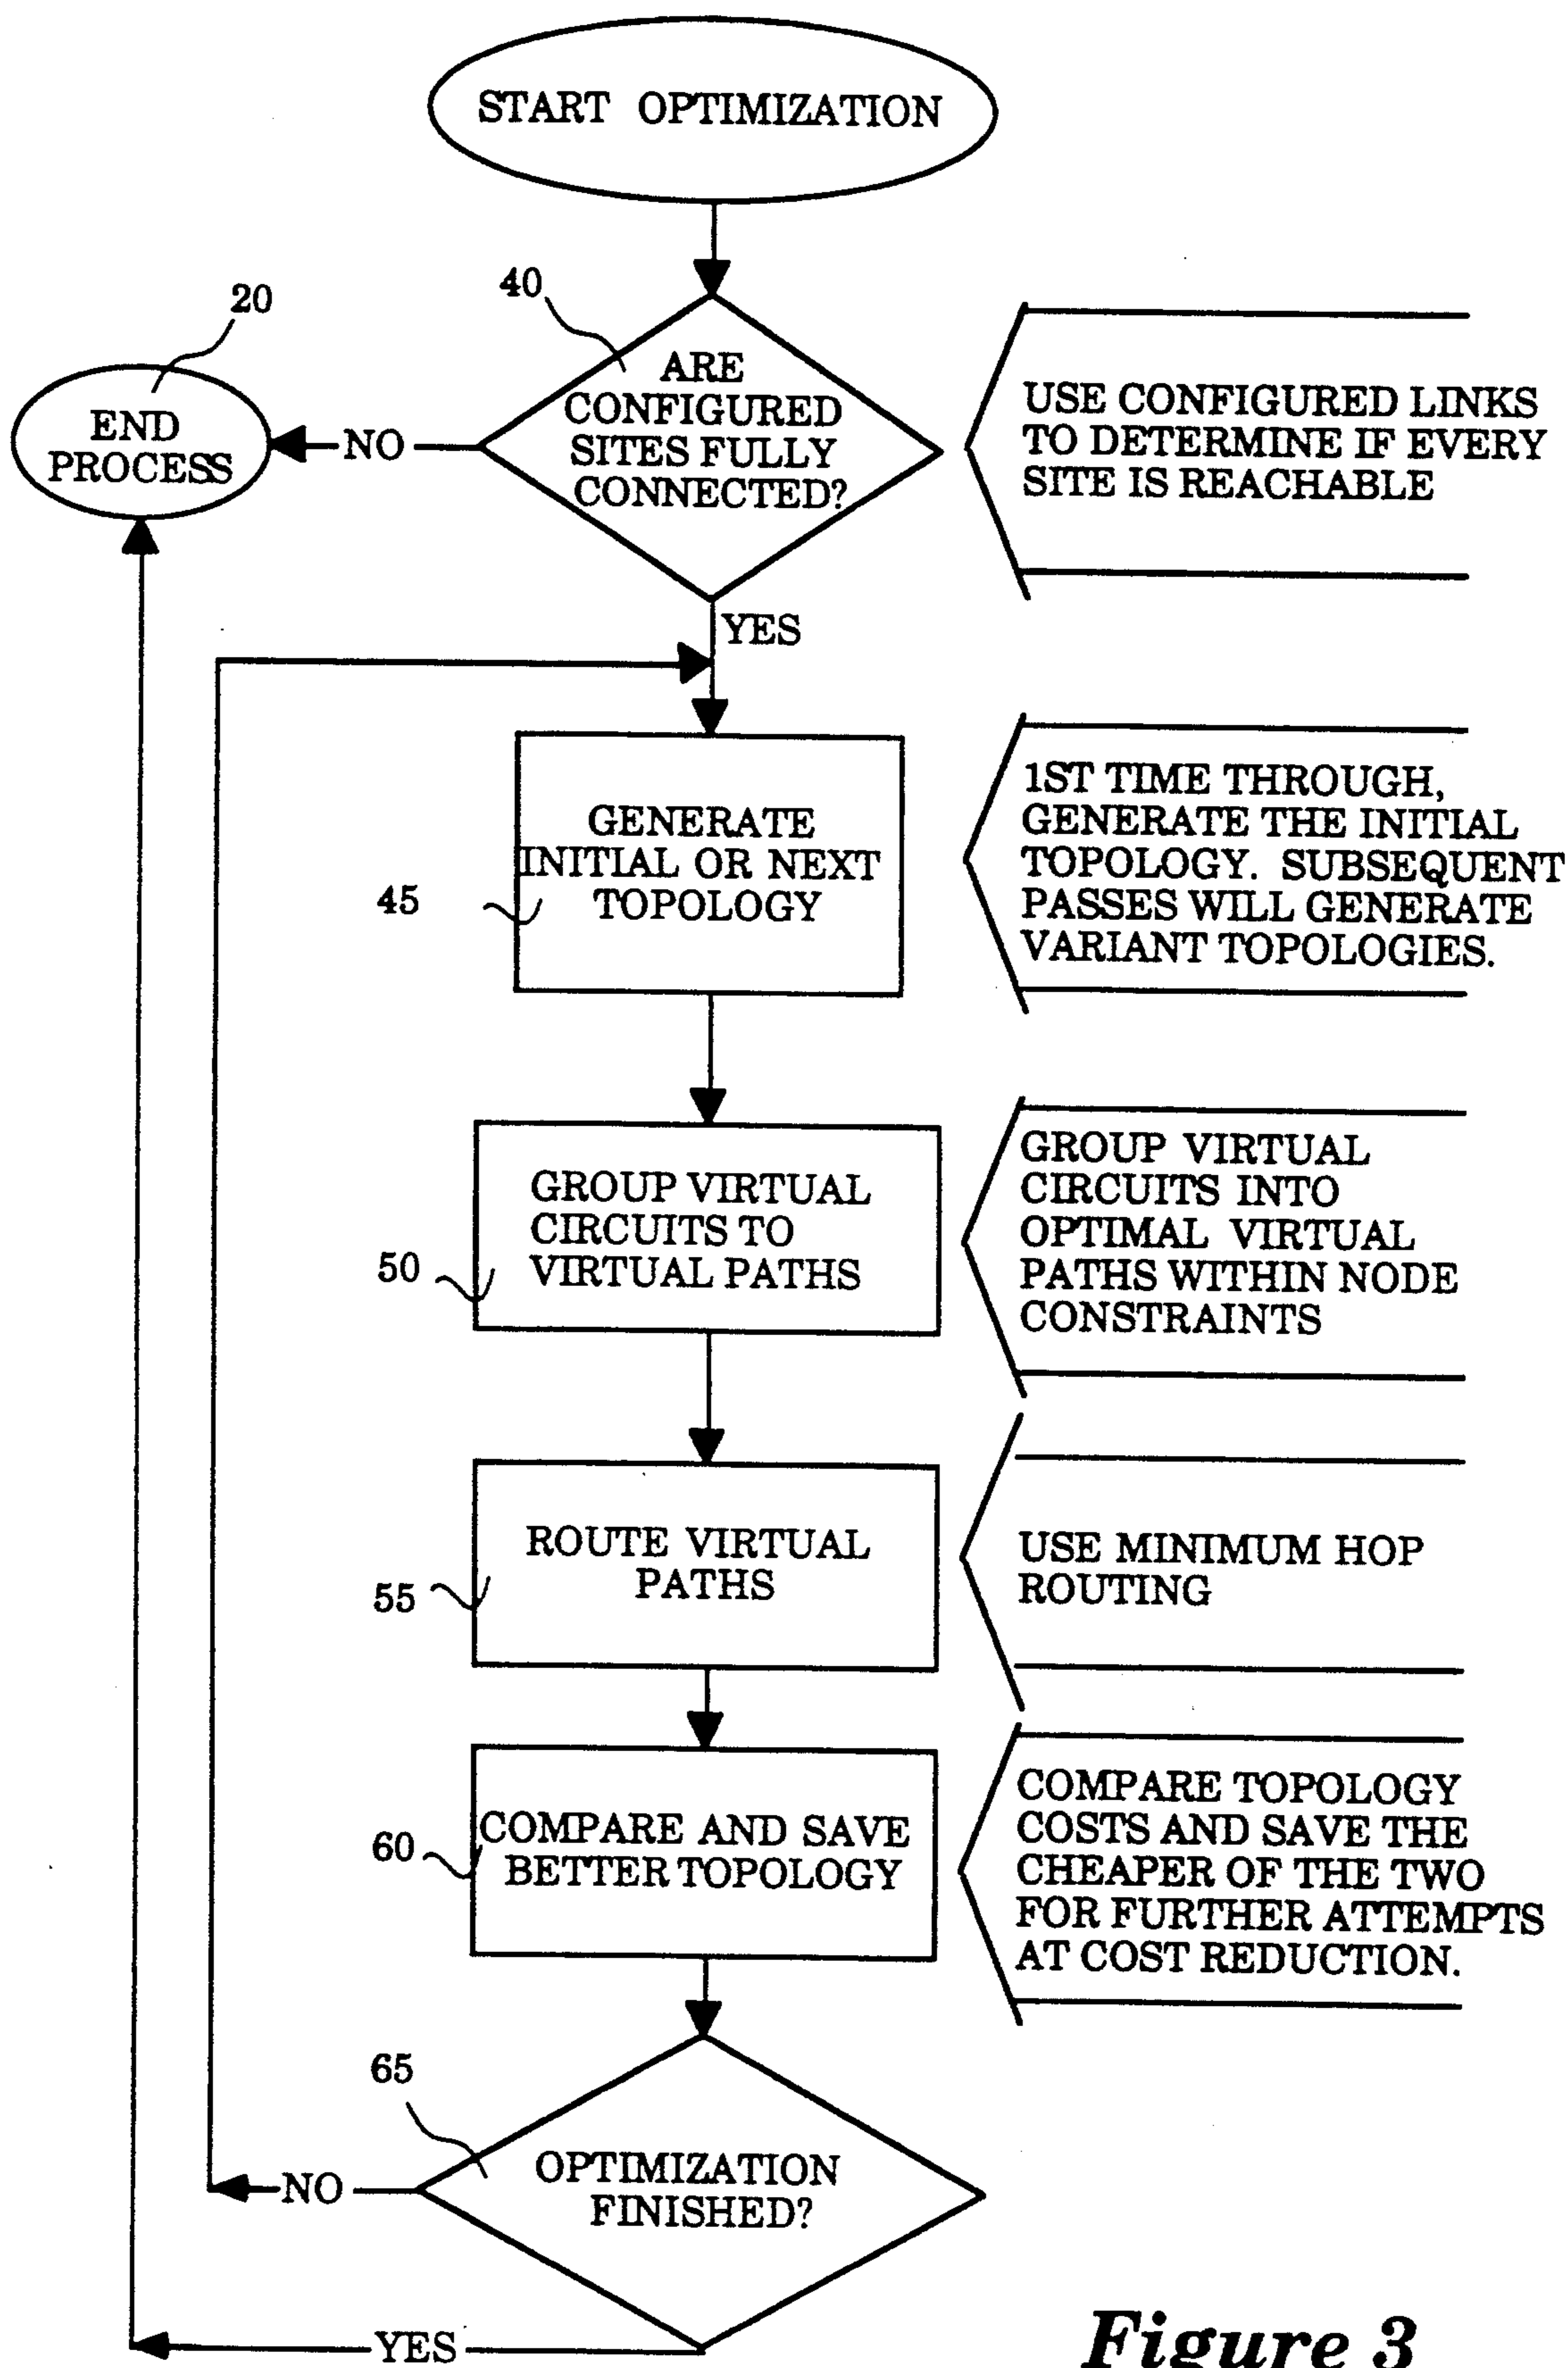 START OPTIMIZATION
40
20
ARE
CONFIGURED
SITES FULLY
CONNECTED?
END
PROCESS
NO
YES
USE CONFIGURED LINKS
TO DETERMINE IF EVERY
SITE IS REACHABLE
GENERATE
INITIAL OR NEXT
TOPOLOGY
45
1ST TIME THROUGH,
GENERATE THE INITIAL
TOPOLOGY. SUBSEQUENT
PASSES WILL GENERATE
VARIANT TOPOLOGIES.
GROUP VIRTUAL
CIRCUITS TO
VIRTUAL PATHS
50
GROUP VIRTUAL
CIRCUITS INTO
OPTIMAL VIRTUAL
PATHS WITHIN NODE
CONSTRAINTS
ROUTE VIRTUAL
PATHS
55
USE MINIMUM HOP
ROUTING
COMPARE AND SAVE
BETTER TOPOLOGY
60
COMPARE TOPOLOGY
COSTS AND SAVE THE
CHEAPER OF THE TWO
FOR FURTHER ATTEMPTS
AT COST REDUCTION.
65
OPTIMIZATION
FINISHED?
NO
YES
Figure 3